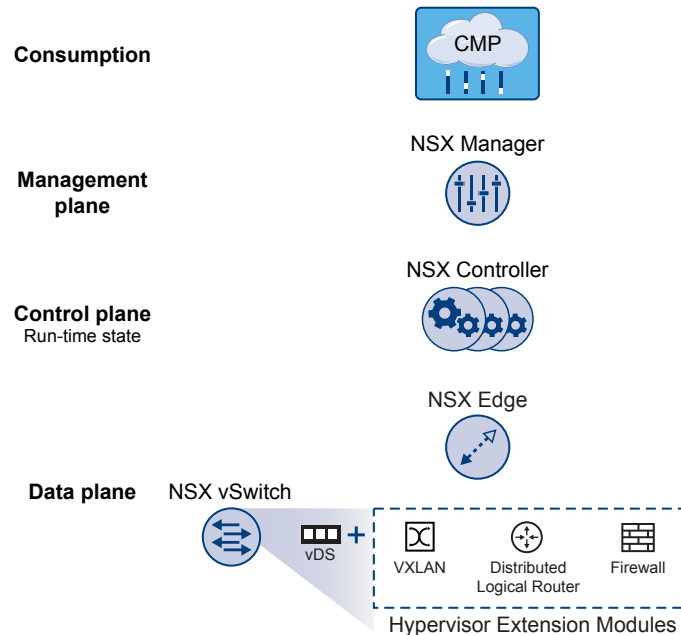 Consumption
CMP
NSX Manager
Management
plane
NSX Controller
Control plane
Run-time state
NSX Edge
Data plane
NSX vSwitch
vDS
VXLAN
Distributed
Logical Router
Firewall
Hypervisor Extension Modules